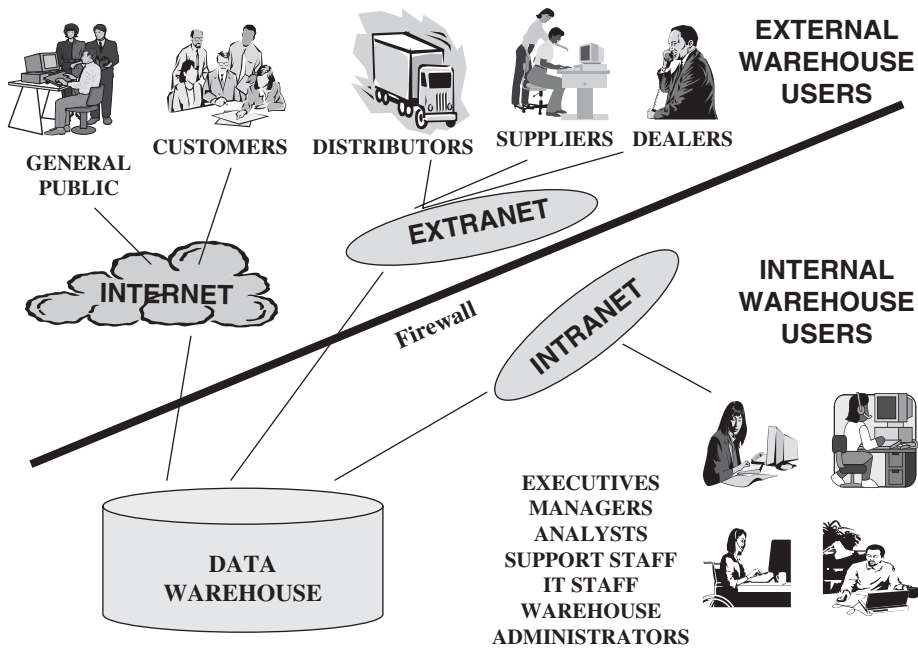 EXTERNAL
WAREHOUSE
USERS
GENERAL
PUBLIC
CUSTOMERS
DISTRIBUTORS
SUPPLIERS
DEALERS
EXTRANET
INTERNET
Firewall
INTRANET
INTERNAL
WAREHOUSE
USERS
DATA
WAREHOUSE
EXECUTIVES
MANAGERS
ANALYSTS
SUPPORT STAFF
IT STAFF
WAREHOUSE
ADMINISTRATORS